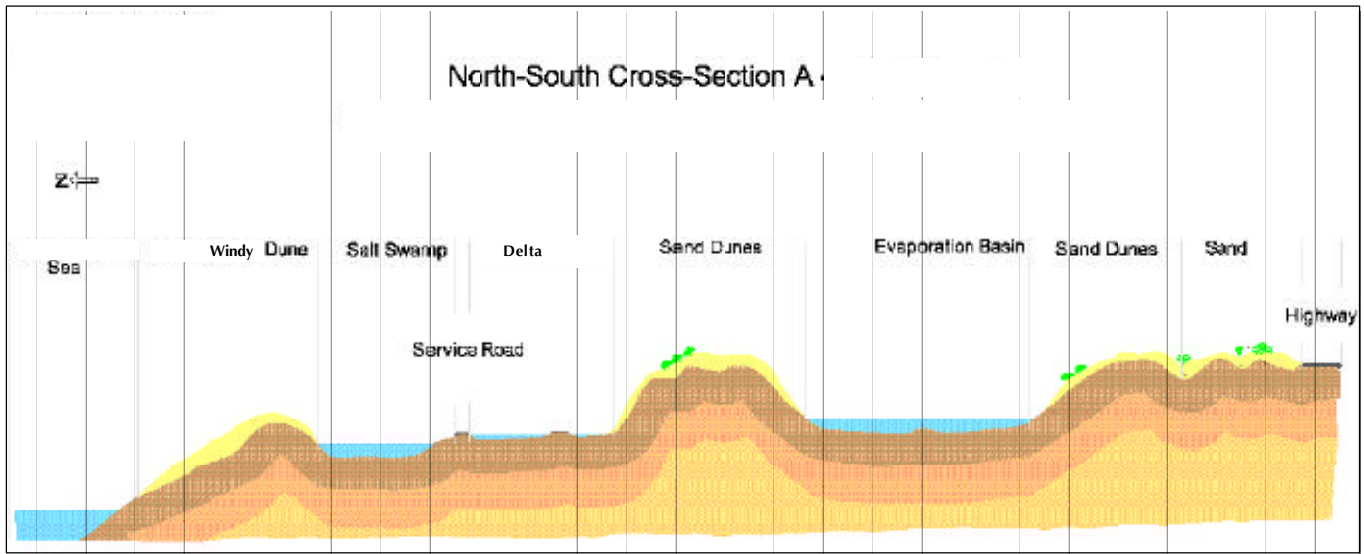 North-South Cross-Section A -
Z
Windy Dune
Salt Swamp
Delta
Sand Dunes
Evaporation Basin
Sand Dunes
Sand
Sea
Highway
Service Road